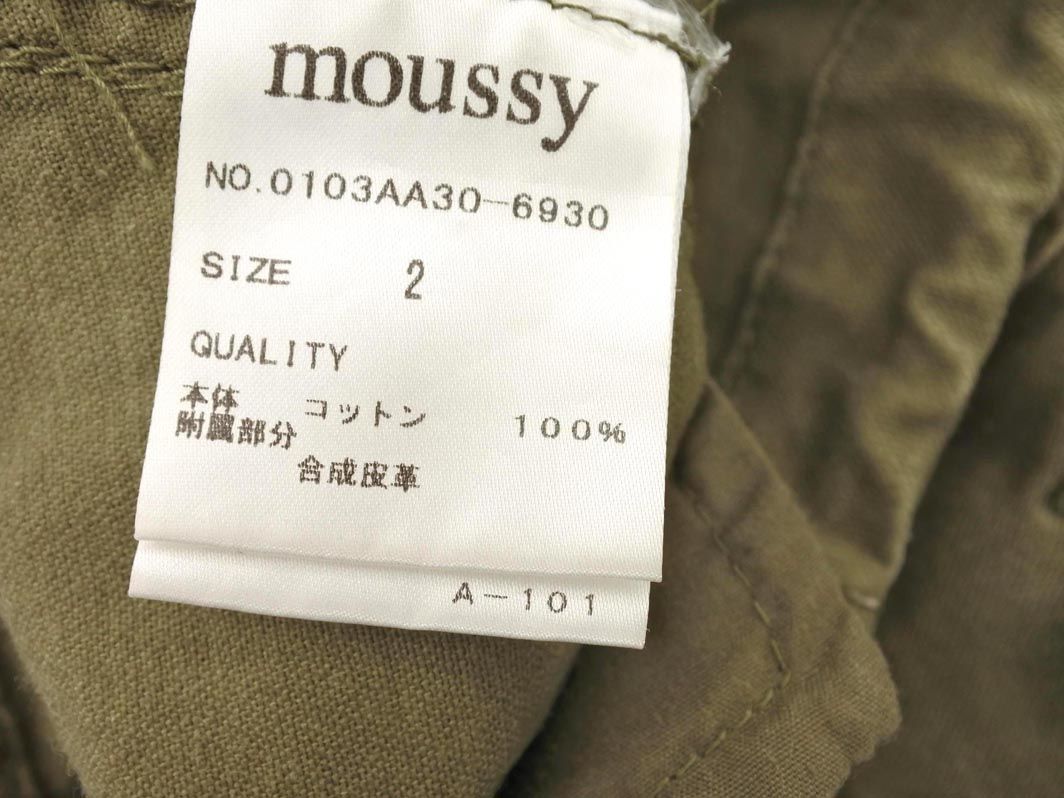 moussy
NO.0103AA30-6930
SIZE 2
QUALITY
本体 コットン 100%
附属部分
合成皮革
A-101